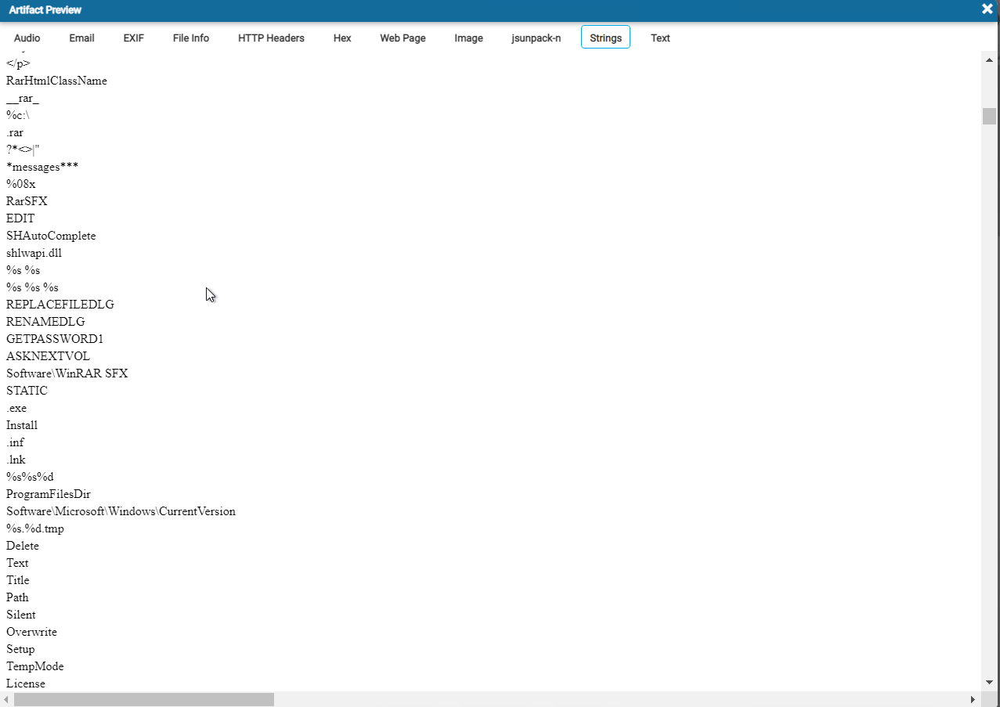 Artifact Preview
Audio Email EXIF File Info HTTP Headers Hex Web Page Image jsunpack-n Strings Text
</p>
RarHtmlClassName
__rar_
%c:\
.rar
?*<>|"
*messages***
%08x
RarSFX
EDIT
SHAutoComplete
shlwapi.dll
%s %s
%s %s %s
REPLACEFILEDLG
RENAMEDLG
GETPASSWORD1
ASKNEXTVOL
Software\WinRAR SFX
STATIC
.exe
Install
.inf
.lnk
%s%s%d
ProgramFilesDir
Software\Microsoft\Windows\CurrentVersion
%s.%d.tmp
Delete
Text
Title
Path
Silent
Overwrite
Setup
TempMode
License